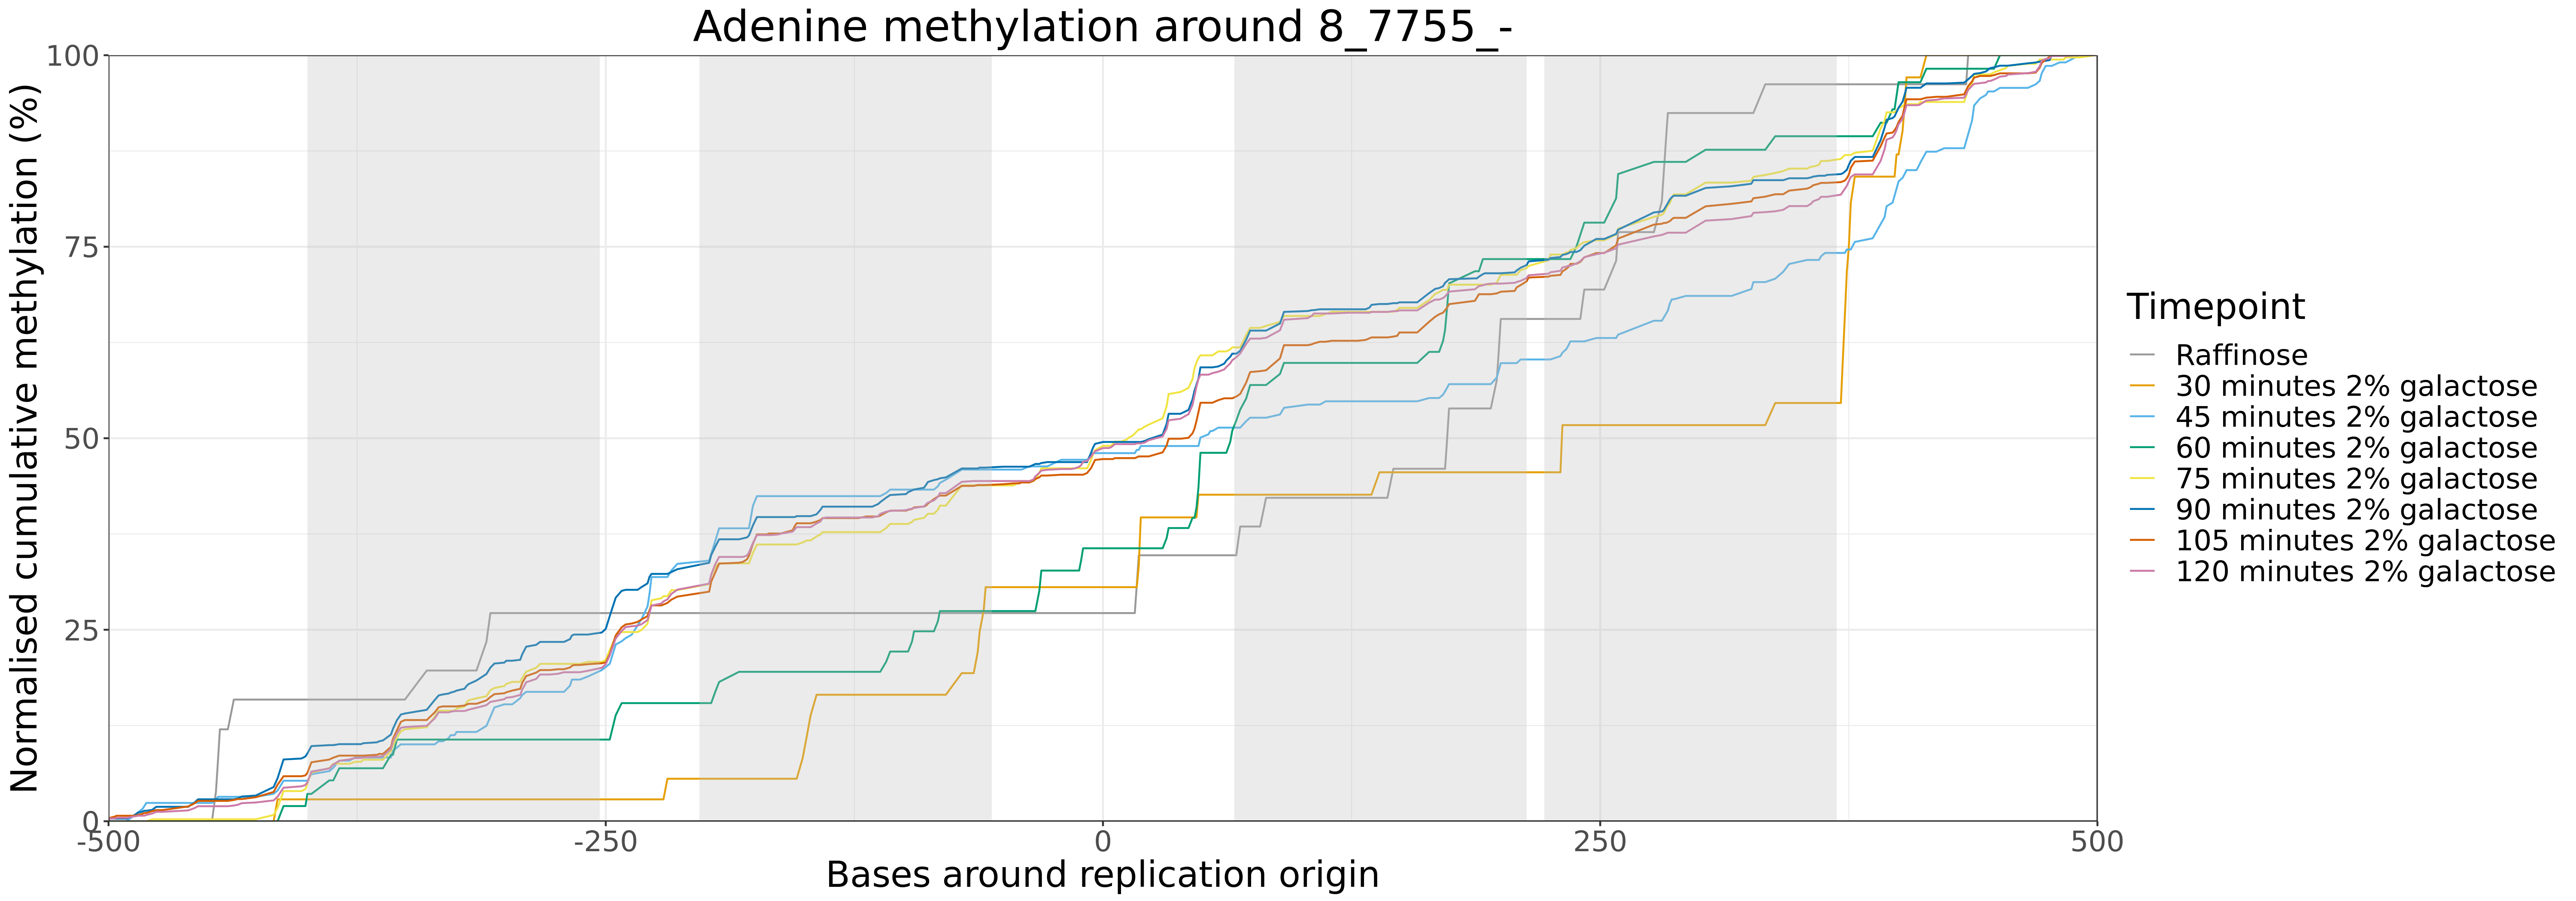 Adenine methylation around 8_7755_-
Normalised cumulative methylation (%)
100
75
50
25
0
-500
-250
0
250
500
Bases around replication origin
Timepoint
Raffinose
30 minutes 2% galactose
45 minutes 2% galactose
60 minutes 2% galactose
75 minutes 2% galactose
90 minutes 2% galactose
105 minutes 2% galactose
120 minutes 2% galactose